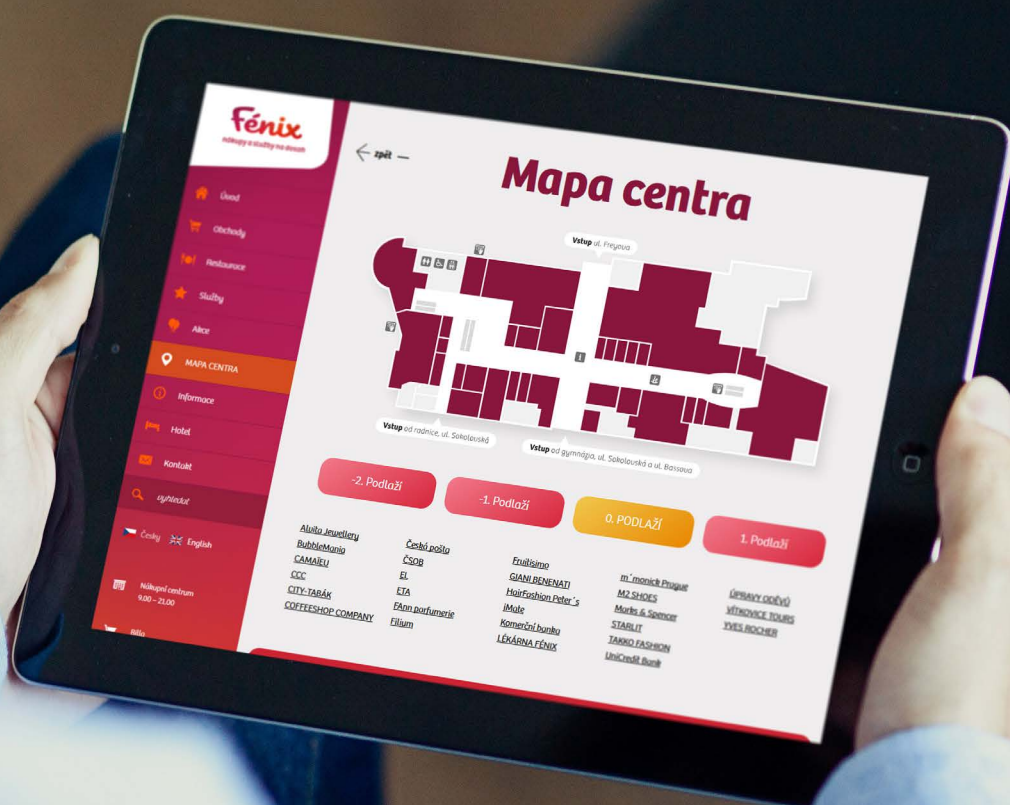 Fénix
nákupy a služby na dosah
Úvod
Obchody
Restaurace
Služby
Akce
MAPA CENTRA
Informace
Hotel
Kontakt
vyhledat
Česky English
Nákupní centrum
9.00 – 21.00
Billa
← zpět —
Mapa centra
Vstup ul. Freyova
Vstup od radnice, ul. Sokolovská
Vstup od gymnázia, ul. Sokolovská a ul. Bassova
-2. Podlaží
-1. Podlaží
0. PODLAŽÍ
1. Podlaží
Alvita Jewellery
BubbleMania
CAMAÏEU
CCC
CITY-TABÁK
COFFEESHOP COMPANY
Česká pošta
ČSOB
EL
ETA
FAnn parfumerie
Filium
Fruitisimo
GIANI BENENATI
HairFashion Peter´s
iMale
Komerční banka
LÉKÁRNA FÉNIX
m´monick Prague
M2 SHOES
Marks & Spencer
STARLIT
TAKKO FASHION
UniCredit Bank
ÚPRAVY ODĚVŮ
VÍTKOVICE TOURS
YVES ROCHER